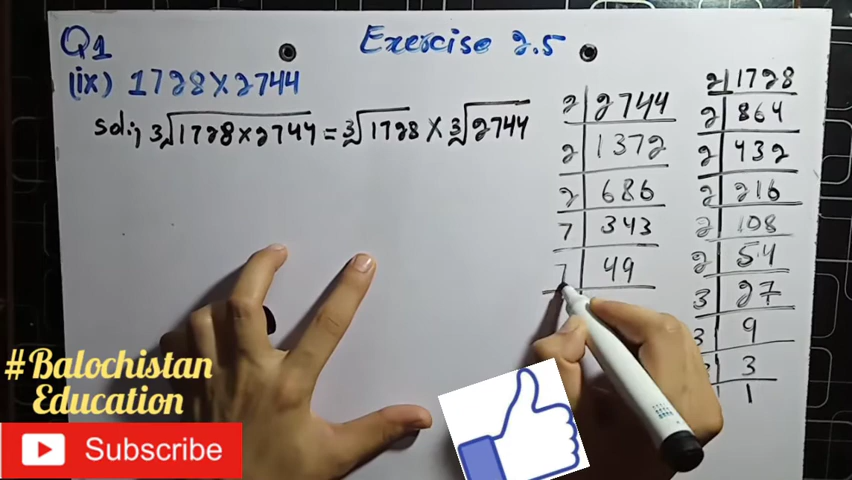 Q1
Exercise 2.5
(ix) 1728×2744
sol:, ∛1728×2744 = ∛1728 × ∛2744
2 | 2744
2 | 1372
2 | 686
7 | 343
7 | 49
2 | 1728
2 | 864
2 | 432
2 | 216
2 | 108
2 | 54
3 | 27
3 | 9
| 3
| 1
#Balochistan
Education
Subscribe